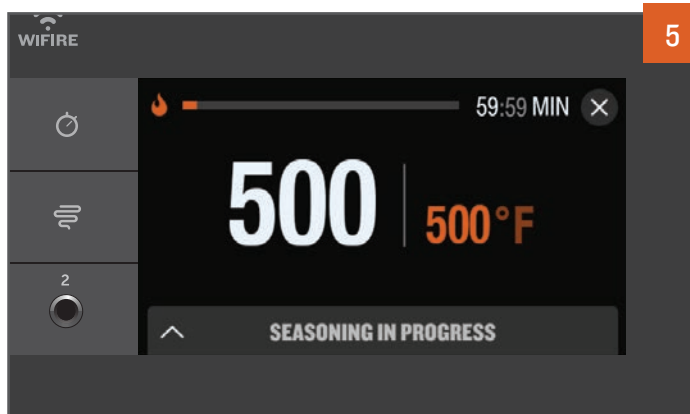 WiFIRE
5
59:59 MIN
500
500°F
2
SEASONING IN PROGRESS